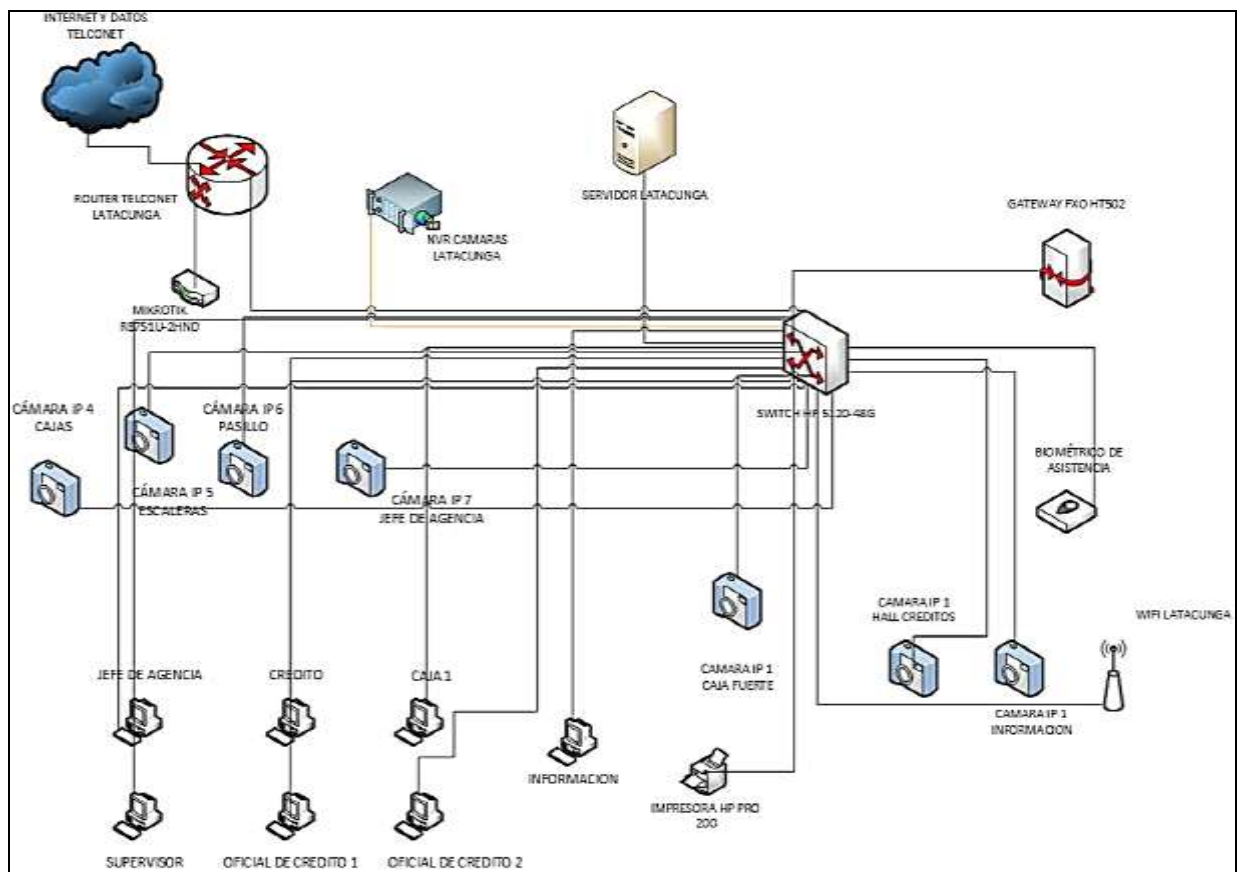 INTERNET Y DATOS
TELCONET
ROUTER TELCONET
LATACUNGA
MIKROTIK
RB751U-2HND
NVR CAMARAS
LATACUNGA
SERVIDOR LATACUNGA
GATEWAY FXO HT502
SWITCH HP 5120-48G
CÁMARA IP 4
CAJAS
CÁMARA IP 5
ESCALERAS
CÁMARA IP 6
PASILLO
CÁMARA IP 7
JEFE DE AGENCIA
BIOMÉTRICO DE
ASISTENCIA
CAMARA IP 1
CAJA FUERTE
CAMARA IP 1
HALL CREDITOS
CAMARA IP 1
INFORMACION
WIFI LATACUNGA
JEFE DE AGENCIA
CREDITO
CAJA 1
INFORMACION
IMPRESORA HP PRO
200
SUPERVISOR
OFICIAL DE CREDITO 1
OFICIAL DE CREDITO 2